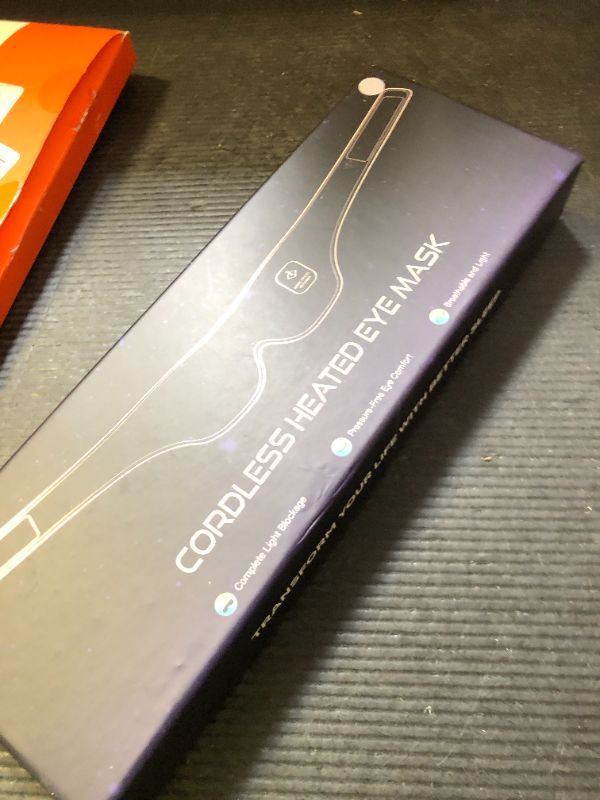 CORDLESS HEATED EYE MASK
Complete Light Blockage
Pressure-Free Eye Comfort
Breathable and Light
TRANSFORM YOUR LIFE WITH BETTER SLEEP